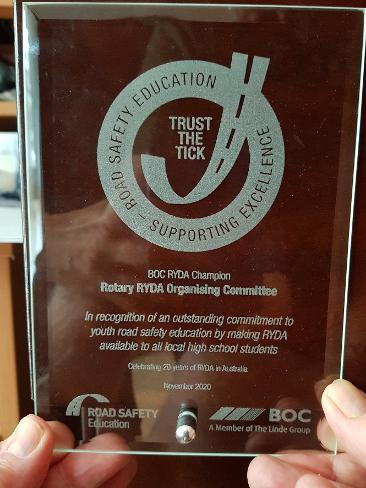 ROAD SAFETY EDUCATION – SUPPORTING EXCELLENCE
TRUST
THE
TICK
BOC RYDA Champion
Rotary RYDA Organising Committee
In recognition of an outstanding commitment to
youth road safety education by making RYDA
available to all local high school students
Celebrating 20 years of RYDA in Australia
November 2020
ROAD SAFETY
Education
BOC
A Member of The Linde Group